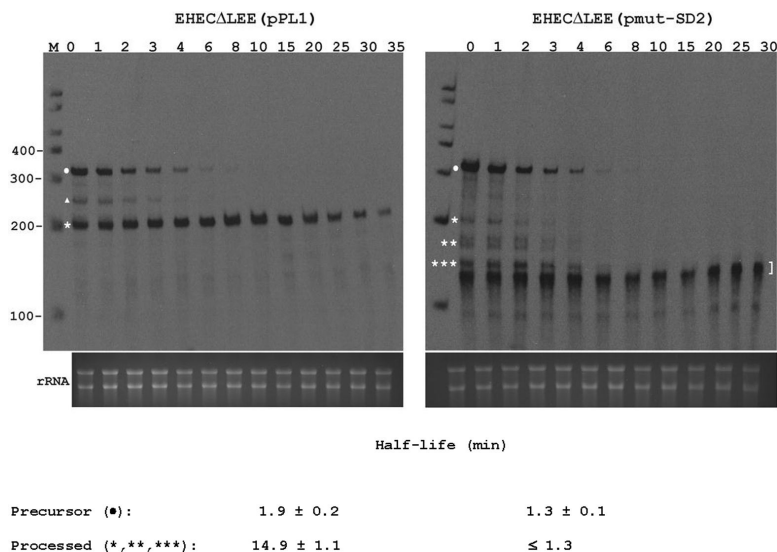 EHECΔLEE(pPL1) EHECΔLEE(pmut-SD2)
M 0 1 2 3 4 6 8 10 15 20 25 30 35 0 1 2 3 4 6 8 10 15 20 25 30
400-
300-
*
200- *
**
***
100-
rRNA
Half-life (min)
Precursor (●): 1.9 ± 0.2 1.3 ± 0.1
Processed (*,**,***): 14.9 ± 1.1 ≤ 1.3